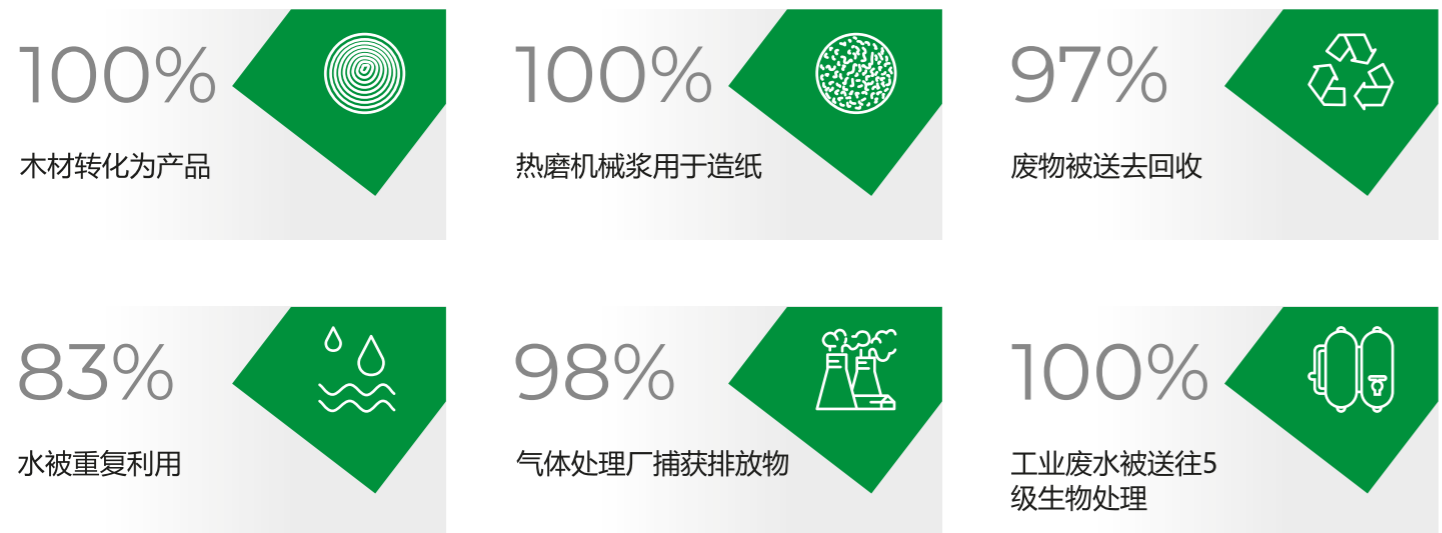 100%
木材转化为产品
100%
热磨机械浆用于造纸
97%
废物被送去回收
83%
水被重复利用
98%
气体处理厂捕获排放物
100%
工业废水被送往5
级生物处理